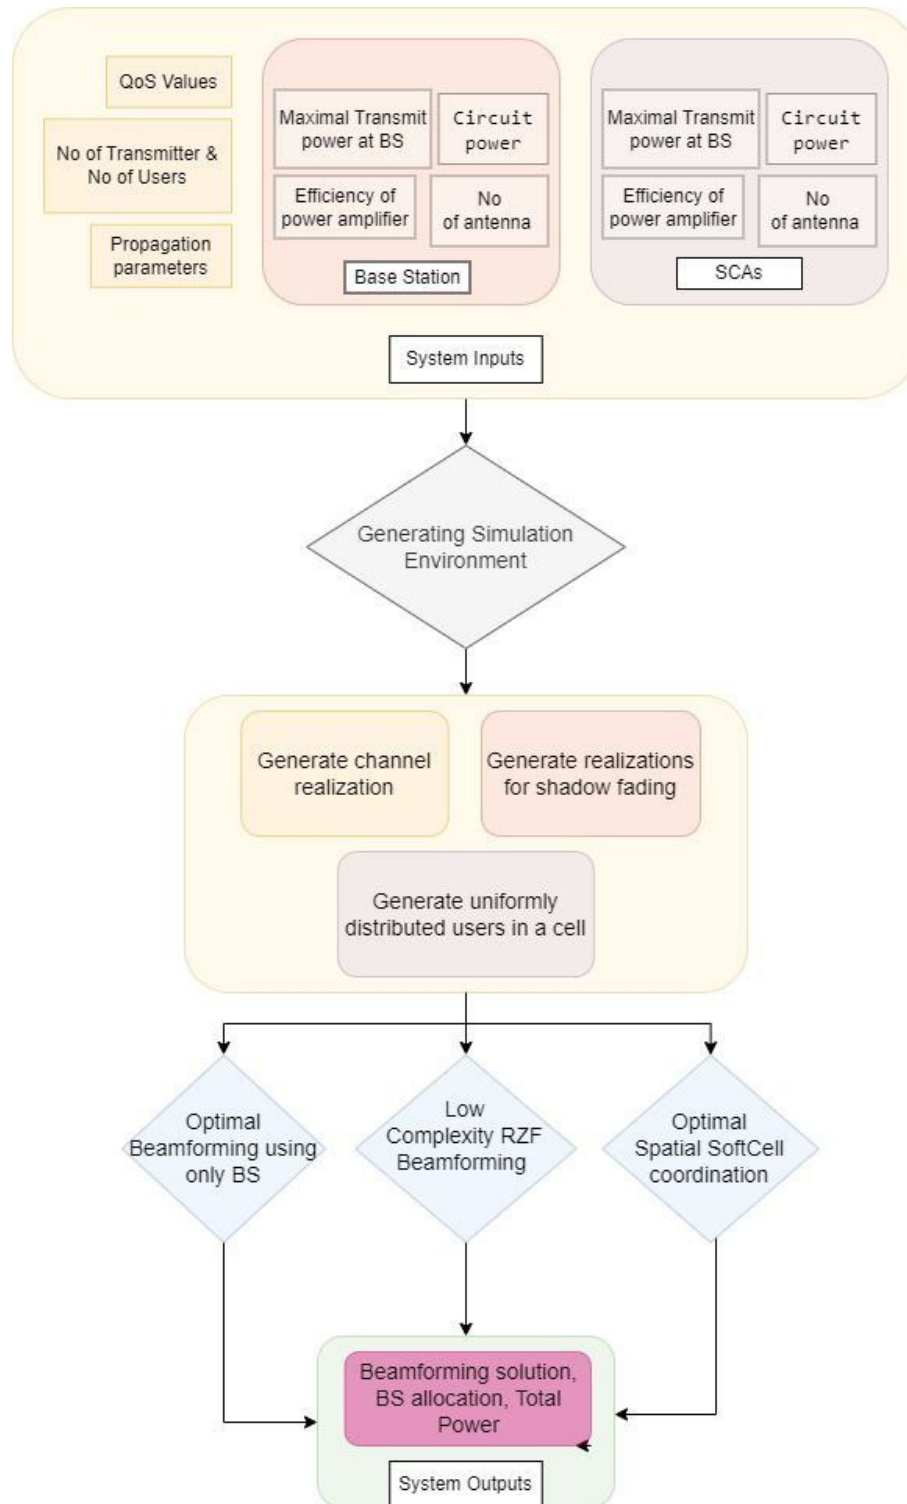 QoS Values
No of Transmitter &
No of Users
Propagation
parameters
Maximal Transmit
power at BS
Circuit
power
Efficiency of
power amplifier
No
of antenna
Base Station
Maximal Transmit
power at BS
Circuit
power
Efficiency of
power amplifier
No
of antenna
SCAs
System Inputs
Generating Simulation
Environment
Generate channel
realization
Generate realizations
for shadow fading
Generate uniformly
distributed users in a cell
Optimal
Beamforming using
only BS
Low
Complexity RZF
Beamforming
Optimal
Spatial SoftCell
coordination
Beamforming solution,
BS allocation, Total
Power
System Outputs